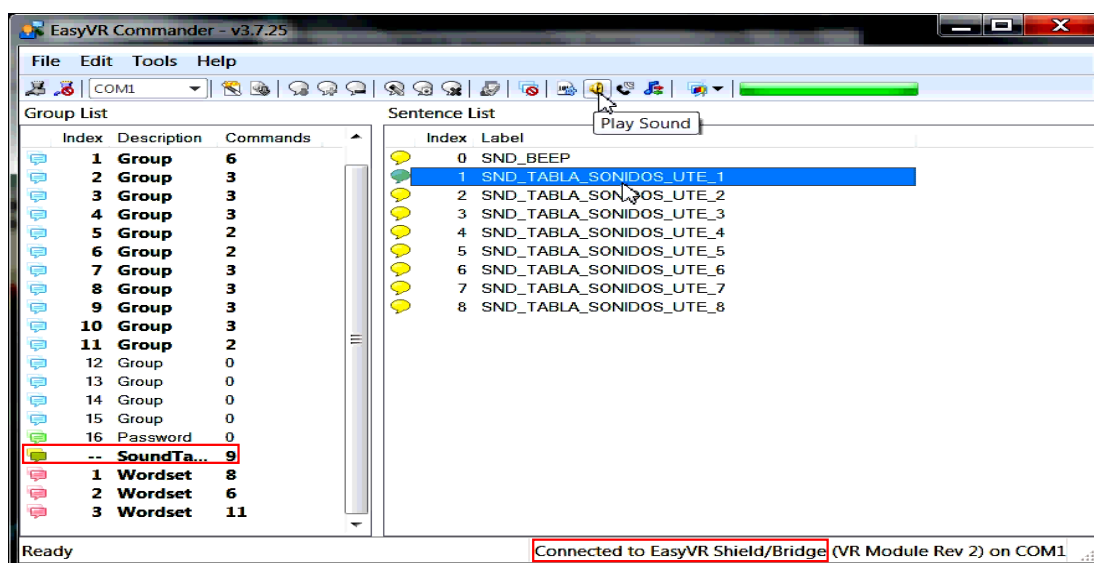 EasyVR Commander - v3.7.25
File Edit Tools Help
COM1
Group List
Index Description Commands
1 Group 6
2 Group 3
3 Group 3
4 Group 3
5 Group 2
6 Group 2
7 Group 3
8 Group 3
9 Group 3
10 Group 3
11 Group 2
12 Group 0
13 Group 0
14 Group 0
15 Group 0
16 Password 0
-- SoundTa... 9
1 Wordset 8
2 Wordset 6
3 Wordset 11
Sentence List
Play Sound
Index Label
0 SND_BEEP
1 SND_TABLA_SONIDOS_UTE_1
2 SND_TABLA_SONIDOS_UTE_2
3 SND_TABLA_SONIDOS_UTE_3
4 SND_TABLA_SONIDOS_UTE_4
5 SND_TABLA_SONIDOS_UTE_5
6 SND_TABLA_SONIDOS_UTE_6
7 SND_TABLA_SONIDOS_UTE_7
8 SND_TABLA_SONIDOS_UTE_8
Ready
Connected to EasyVR Shield/Bridge (VR Module Rev 2) on COM1